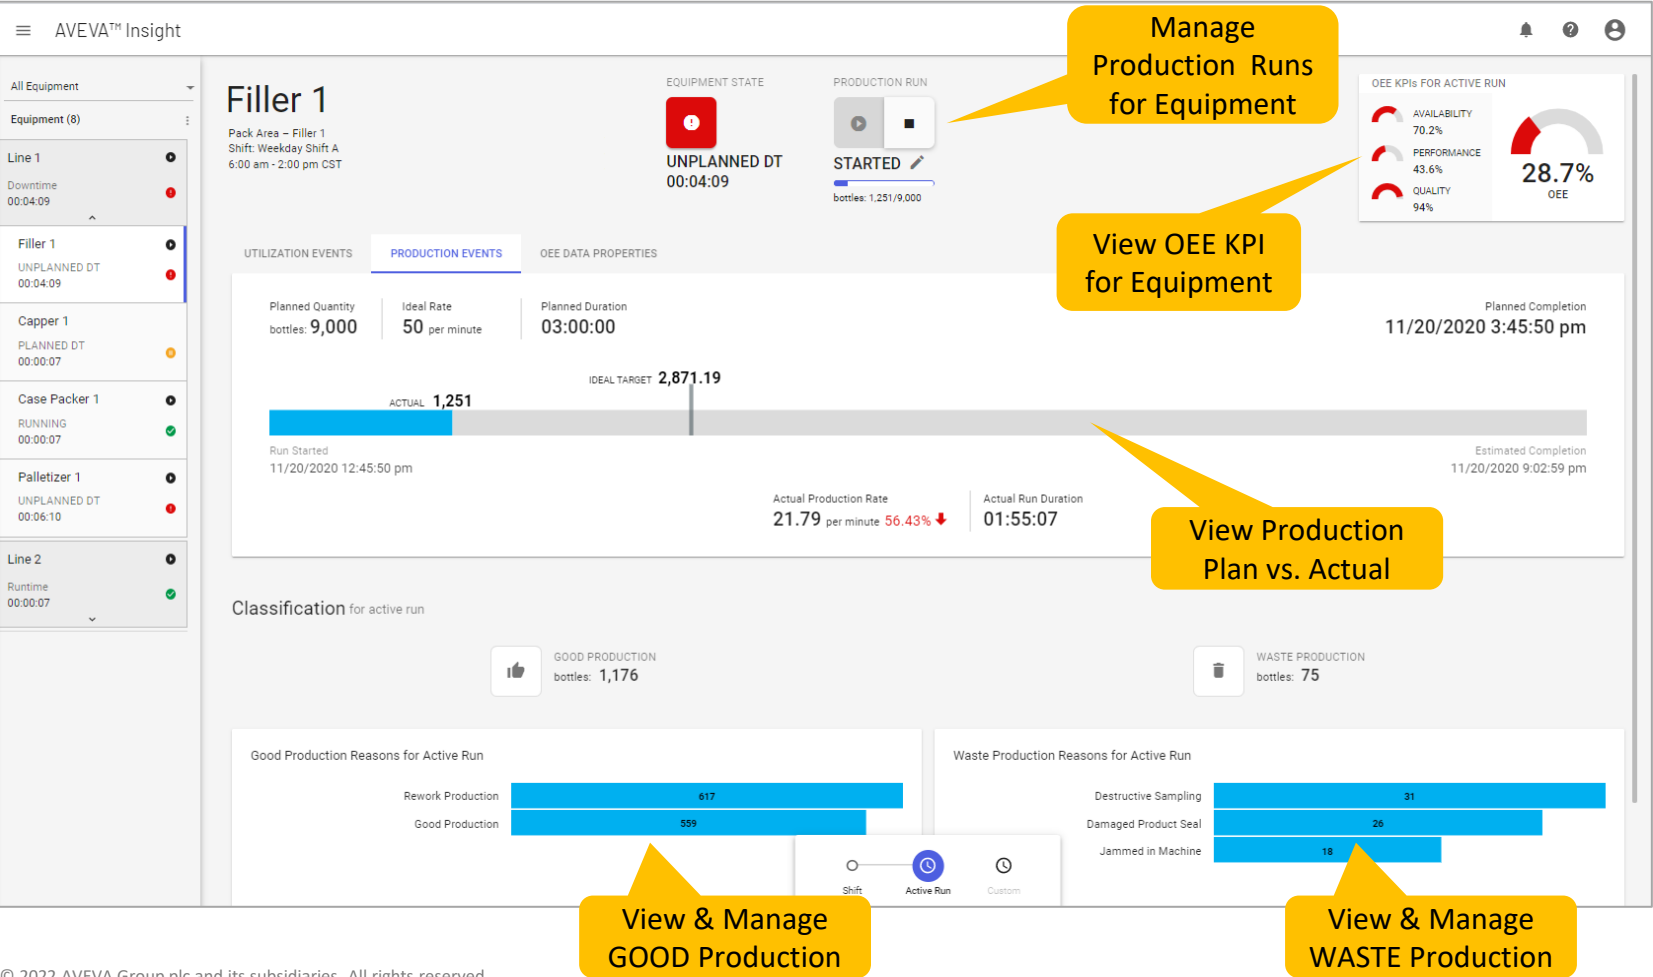 AVEVA™ Insight
Manage
Production Runs
for Equipment
All Equipment
Equipment (8)
Line 1
Downtime
00:04:09
Filler 1
UNPLANNED DT
00:04:09
Capper 1
PLANNED DT
00:00:07
Case Packer 1
RUNNING
00:00:07
Palletizer 1
UNPLANNED DT
00:06:10
Line 2
Runtime
00:00:07
Filler 1
Pack Area – Filler 1
Shift: Weekday Shift A
6:00 am - 2:00 pm CST
EQUIPMENT STATE
UNPLANNED DT
00:04:09
PRODUCTION RUN
STARTED
bottles: 1,251/9,000
OEE KPIs FOR ACTIVE RUN
AVAILABILITY
70.2%
PERFORMANCE
43.6%
QUALITY
94%
28.7%
OEE
View OEE KPI
for Equipment
UTILIZATION EVENTS
PRODUCTION EVENTS
OEE DATA PROPERTIES
Planned Quantity
bottles: 9,000
Ideal Rate
50 per minute
Planned Duration
03:00:00
Planned Completion
11/20/2020 3:45:50 pm
IDEAL TARGET 2,871.19
ACTUAL 1,251
Run Started
11/20/2020 12:45:50 pm
Estimated Completion
11/20/2020 9:02:59 pm
Actual Production Rate
21.79 per minute 56.43%
Actual Run Duration
01:55:07
View Production
Plan vs. Actual
Classification for active run
GOOD PRODUCTION
bottles: 1,176
WASTE PRODUCTION
bottles: 75
Good Production Reasons for Active Run
Rework Production 617
Good Production 559
Waste Production Reasons for Active Run
Destructive Sampling 31
Damaged Product Seal 26
Jammed in Machine 18
Shift
Active Run
Custom
View & Manage
GOOD Production
View & Manage
WASTE Production
© 2022 AVEVA Group plc and its subsidiaries. All rights reserved.